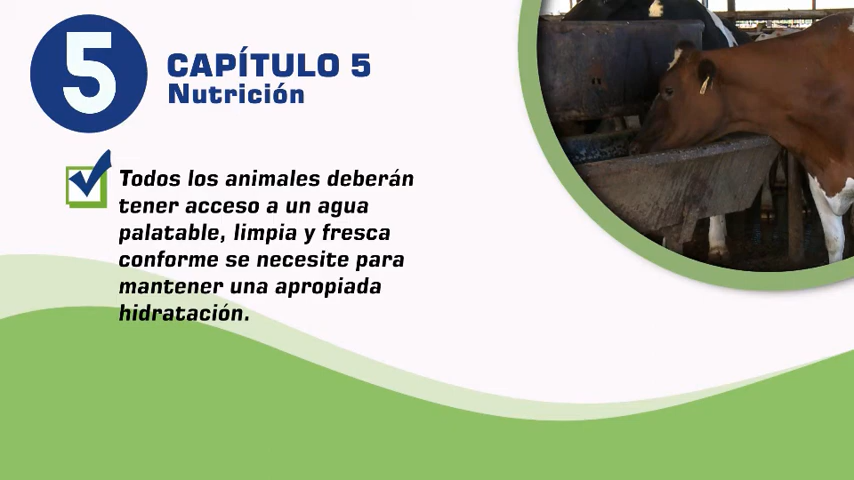 5
CAPÍTULO 5
Nutrición
Todos los animales deberán
tener acceso a un agua
palatable, limpia y fresca
conforme se necesite para
mantener una apropiada
hidratación.